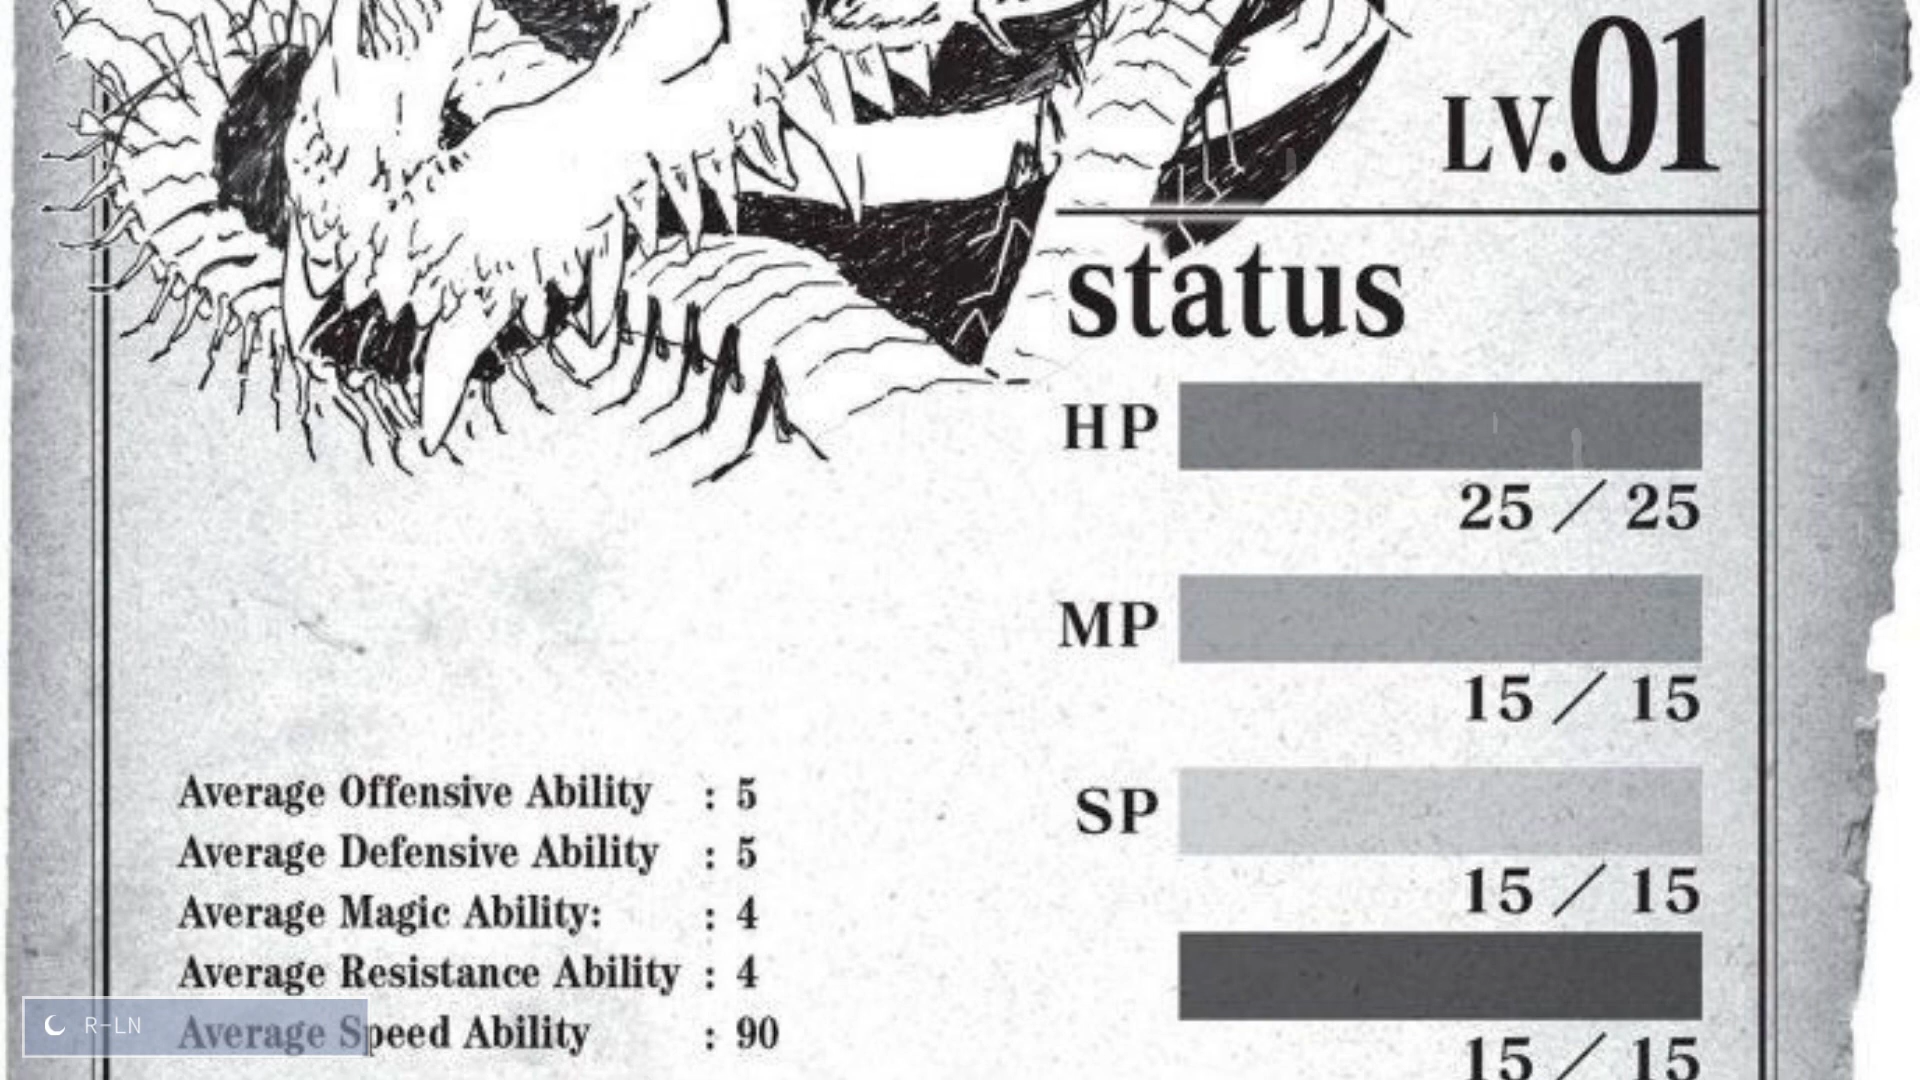 LV.01
status
HP
25 / 25
MP
15 / 15
SP
15 / 15
15 / 15
Average Offensive Ability : 5
Average Defensive Ability : 5
Average Magic Ability: : 4
Average Resistance Ability : 4
Average Speed Ability : 90
R-LN